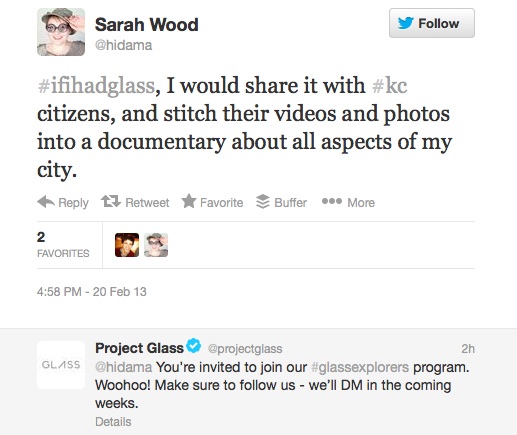 Sarah Wood
@hidama
Follow
#ifihadglass, I would share it with #kc
citizens, and stitch their videos and photos
into a documentary about all aspects of my
city.
Reply Retweet Favorite Buffer More
2
FAVORITES
4:58 PM - 20 Feb 13
GLASS
Project Glass @projectglass 2h
@hidama You're invited to join our #glassexplorers program.
Woohoo! Make sure to follow us - we'll DM in the coming
weeks.
Details